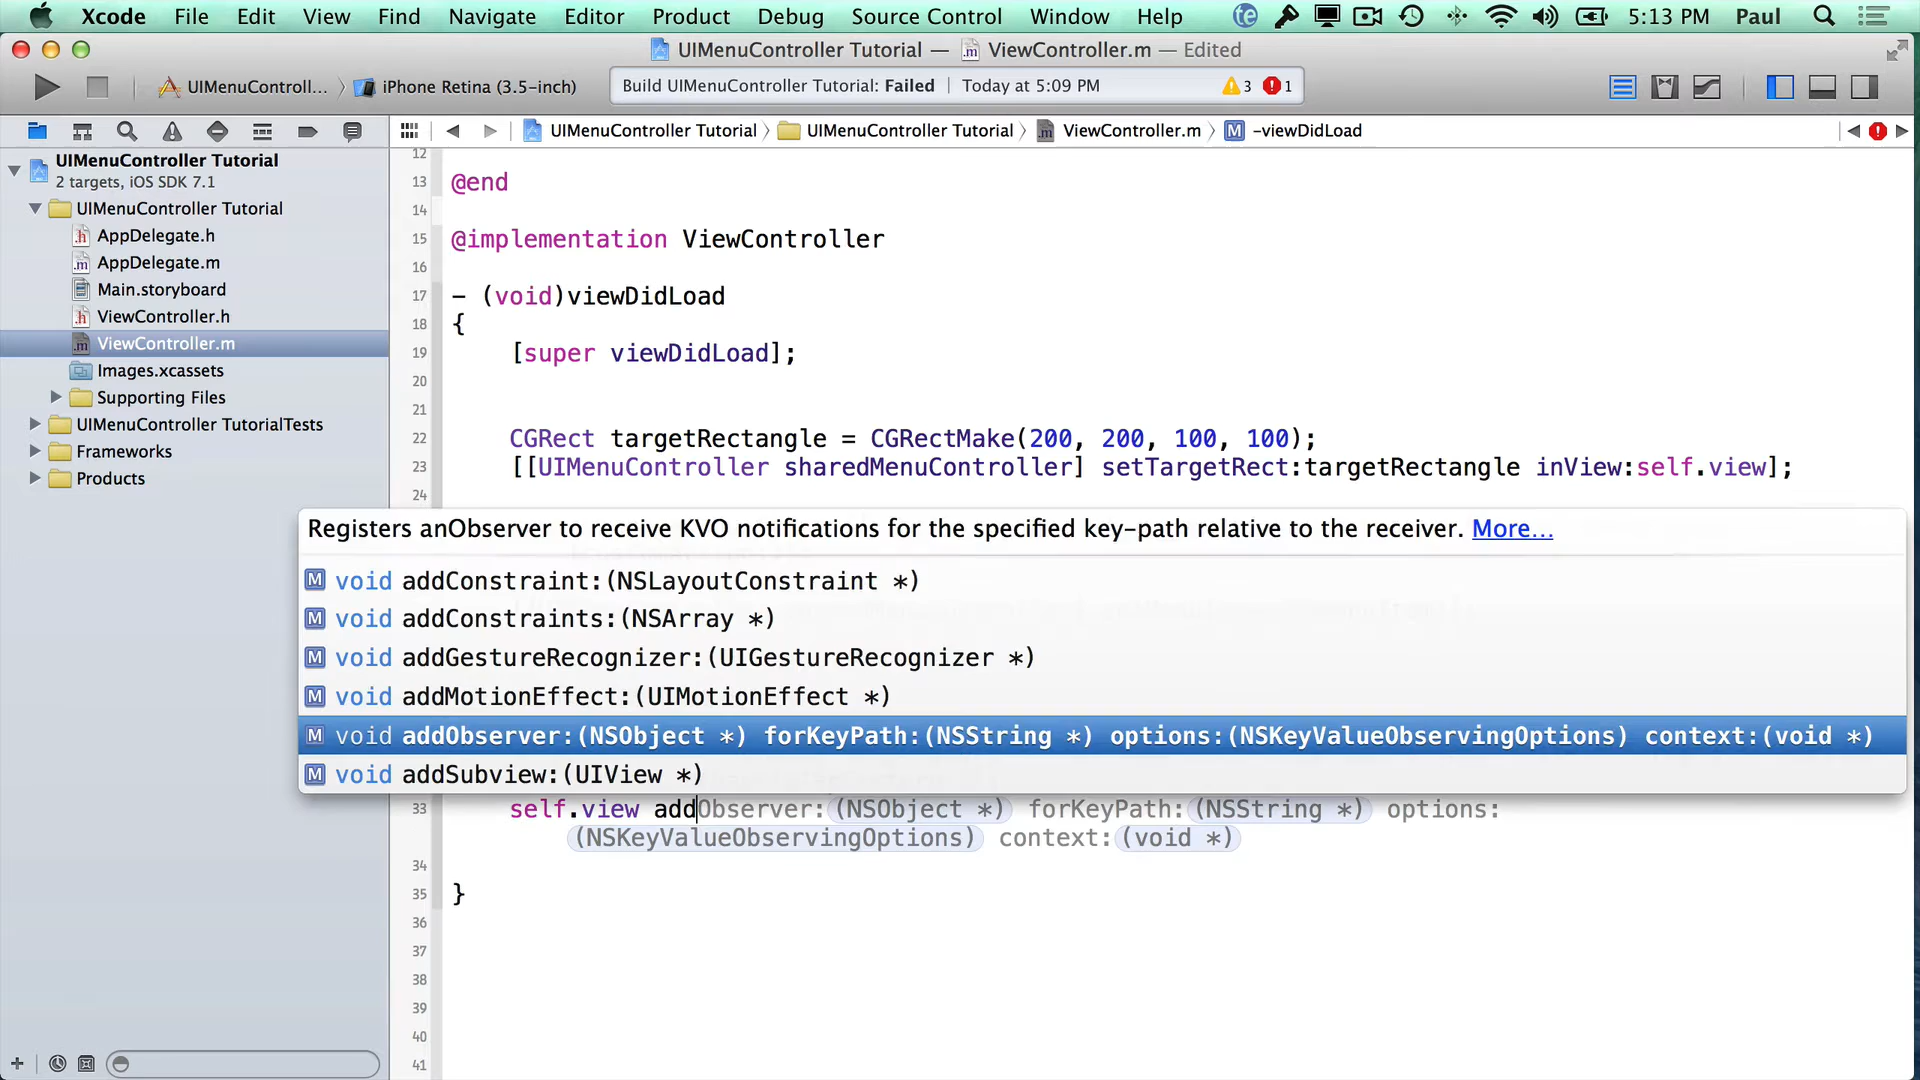 Xcode File Edit View Find Navigate Editor Product Debug Source Control Window Help te 5:13 PM Paul
UIMenuController Tutorial — ViewController.m — Edited
UIMenuControll... iPhone Retina (3.5-inch) Build UIMenuController Tutorial: Failed Today at 5:09 PM 3 1
UIMenuController Tutorial UIMenuController Tutorial ViewController.m M -viewDidLoad
UIMenuController Tutorial
2 targets, iOS SDK 7.1
UIMenuController Tutorial
AppDelegate.h
AppDelegate.m
Main.storyboard
ViewController.h
ViewController.m
Images.xcassets
Supporting Files
UIMenuController TutorialTests
Frameworks
Products
12
13 @end
14
15 @implementation ViewController
16
17 - (void)viewDidLoad
18 {
19 [super viewDidLoad];
20
21
22 CGRect targetRectangle = CGRectMake(200, 200, 100, 100);
23 [[UIMenuController sharedMenuController] setTargetRect:targetRectangle inView:self.view];
24
Registers anObserver to receive KVO notifications for the specified key-path relative to the receiver. More...
M void addConstraint:(NSLayoutConstraint *)
M void addConstraints:(NSArray *)
M void addGestureRecognizer:(UIGestureRecognizer *)
M void addMotionEffect:(UIMotionEffect *)
M void addObserver:(NSObject *) forKeyPath:(NSString *) options:(NSKeyValueObservingOptions) context:(void *)
M void addSubview:(UIView *)
33 self.view addObserver:(NSObject *) forKeyPath:(NSString *) options:
(NSKeyValueObservingOptions) context:(void *)
34
35 }
36
37
38
39
40
41